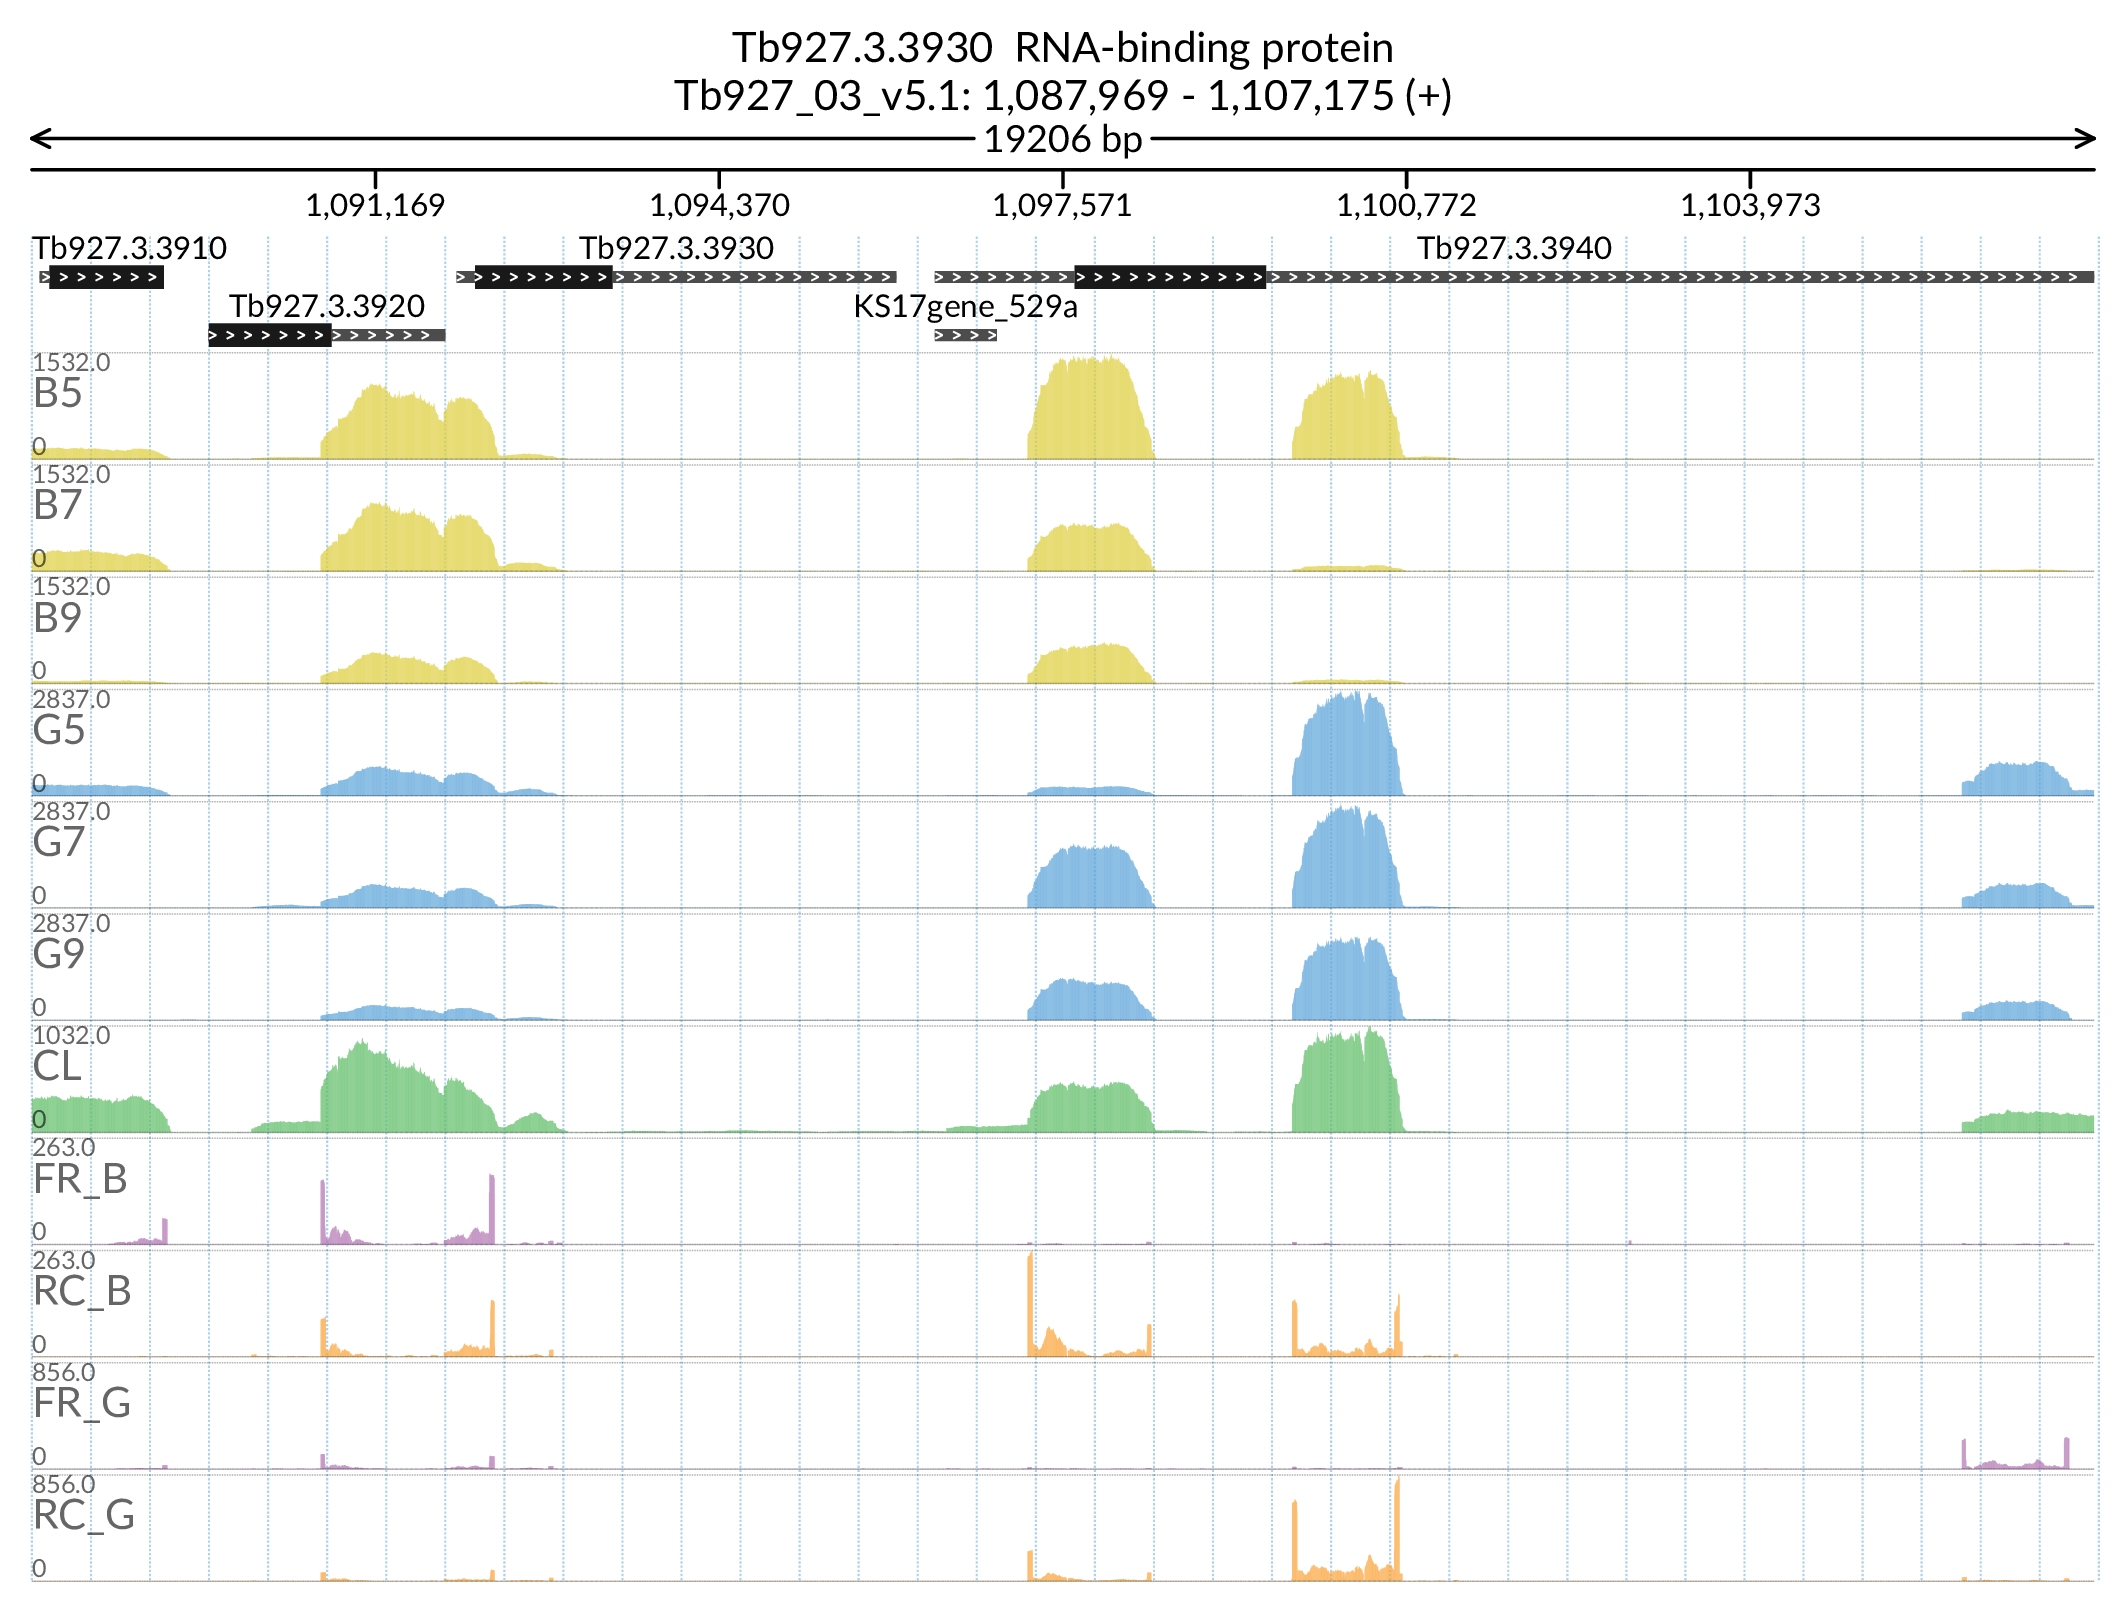 Tb927.3.3930  RNA-binding protein
Tb927_03_v5.1: 1,087,969 - 1,107,175 (+)
19206 bp
1,091,169 1,094,370 1,097,571 1,100,772 1,103,973
Tb927.3.3910 Tb927.3.3930 Tb927.3.3940
Tb927.3.3920 KS17gene_529a
1532.0
B5
0
1532.0
B7
0
1532.0
B9
0
2837.0
G5
0
2837.0
G7
0
2837.0
G9
0
1032.0
CL
0
263.0
FR_B
0
263.0
RC_B
0
856.0
FR_G
0
856.0
RC_G
0